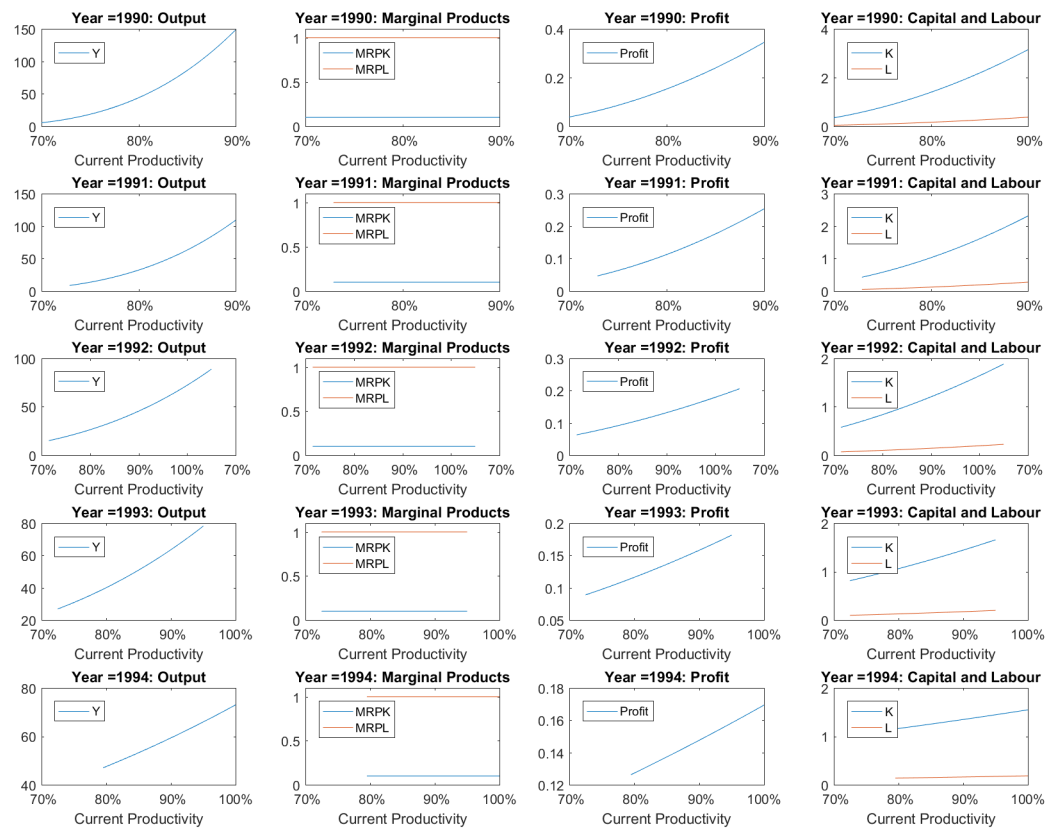 Year =1990: Output
150
100
50
0
Y
70%
80%
90%
Current Productivity
Year =1990: Marginal Products
1
0.5
0
MRPK
MRPL
70%
80%
90%
Current Productivity
Year =1990: Profit
0.4
0.2
0
Profit
70%
80%
90%
Current Productivity
Year =1990: Capital and Labour
4
2
0
K
L
70%
80%
90%
Current Productivity
Year =1991: Output
150
100
50
0
Y
70%
80%
90%
Current Productivity
Year =1991: Marginal Products
1
0.5
0
MRPK
MRPL
70%
80%
90%
Current Productivity
Year =1991: Profit
0.3
0.2
0.1
0
Profit
70%
80%
90%
Current Productivity
Year =1991: Capital and Labour
3
2
1
0
K
L
70%
80%
90%
Current Productivity
Year =1992: Output
100
50
0
Y
70%
80%
90%
100%
70%
Current Productivity
Year =1992: Marginal Products
1
0.5
0
MRPK
MRPL
70%
80%
90%
100%
70%
Current Productivity
Year =1992: Profit
0.3
0.2
0.1
0
Profit
70%
80%
90%
100%
70%
Current Productivity
Year =1992: Capital and Labour
2
1
0
K
L
70%
80%
90%
100%
70%
Current Productivity
Year =1993: Output
80
60
40
20
Y
70%
80%
90%
100%
Current Productivity
Year =1993: Marginal Products
1
0.5
0
MRPK
MRPL
70%
80%
90%
100%
Current Productivity
Year =1993: Profit
0.2
0.15
0.1
0.05
Profit
70%
80%
90%
100%
Current Productivity
Year =1993: Capital and Labour
2
1
0
K
L
70%
80%
90%
100%
Current Productivity
Year =1994: Output
80
60
40
Y
70%
80%
90%
100%
Current Productivity
Year =1994: Marginal Products
1
0.5
0
MRPK
MRPL
70%
80%
90%
100%
Current Productivity
Year =1994: Profit
0.18
0.16
0.14
0.12
Profit
70%
80%
90%
100%
Current Productivity
Year =1994: Capital and Labour
2
1
0
K
L
70%
80%
90%
100%
Current Productivity